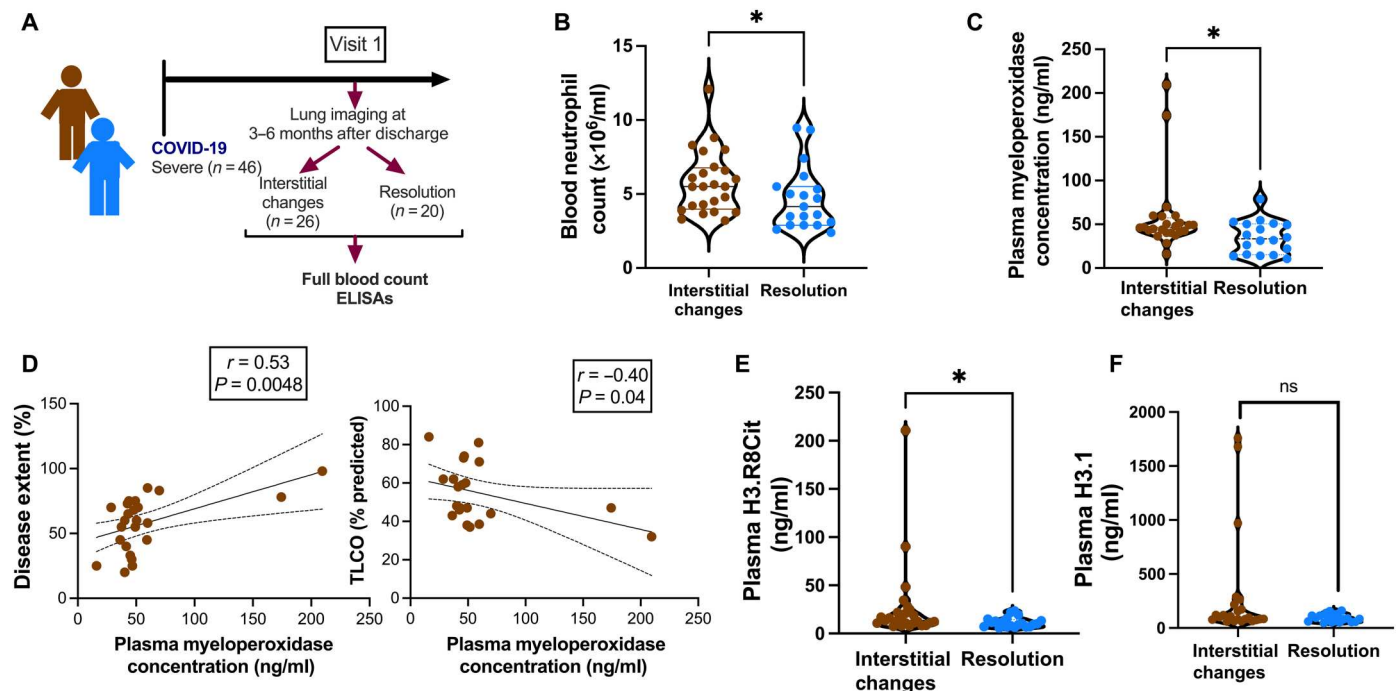 A
Visit 1
Lung imaging at
3–6 months after discharge
COVID-19
Severe (n = 46)
Interstitial
changes
(n = 26)
Resolution
(n = 20)
Full blood count
ELISAs
B
*
Blood neutrophil
count (×10⁶/ml)
15
10
5
0
Interstitial
changes
Resolution
C
*
Plasma myeloperoxidase
concentration (ng/ml)
250
200
150
100
50
0
Interstitial
changes
Resolution
D
r = 0.53
P = 0.0048
Disease extent (%)
150
100
50
0
0
50
100
150
200
250
Plasma myeloperoxidase
concentration (ng/ml)
r = –0.40
P = 0.04
TLCO (% predicted)
100
80
60
40
20
0
0
50
100
150
200
250
Plasma myeloperoxidase
concentration (ng/ml)
E
*
Plasma H3.R8Cit
(ng/ml)
250
200
150
100
50
0
Interstitial
changes
Resolution
F
ns
Plasma H3.1
(ng/ml)
2000
1500
1000
500
0
Interstitial
changes
Resolution